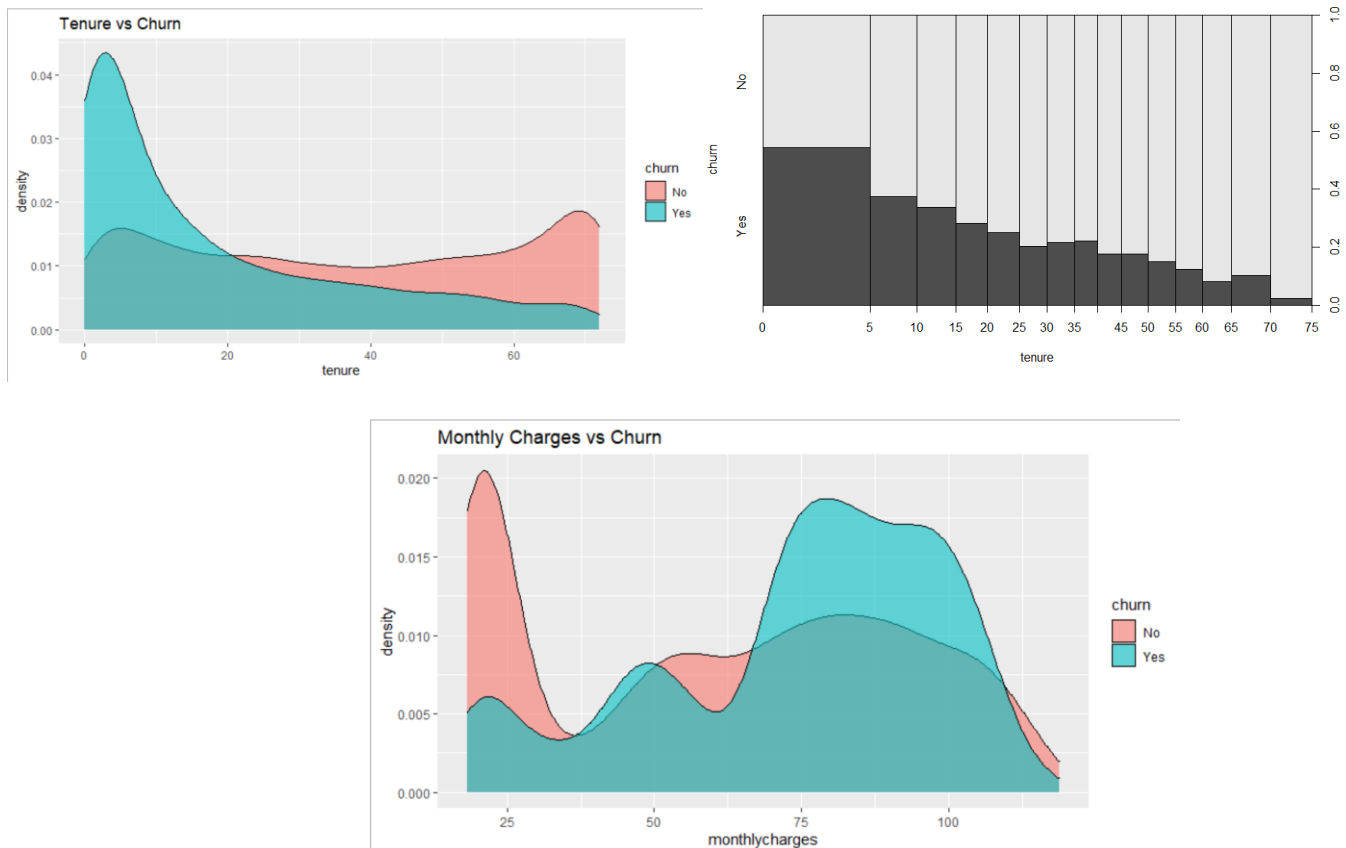 Tenure vs Churn
0.04
0.03
0.02
0.01
0.00
density
0 20 40 60
tenure
churn
No
Yes
No
Yes
churn
1.0
0.8
0.6
0.4
0.2
0.0
0 5 10 15 20 25 30 35 45 50 55 60 65 70 75
tenure
Monthly Charges vs Churn
0.020
0.015
0.010
0.005
0.000
density
25 50 75 100
monthlycharges
churn
No
Yes